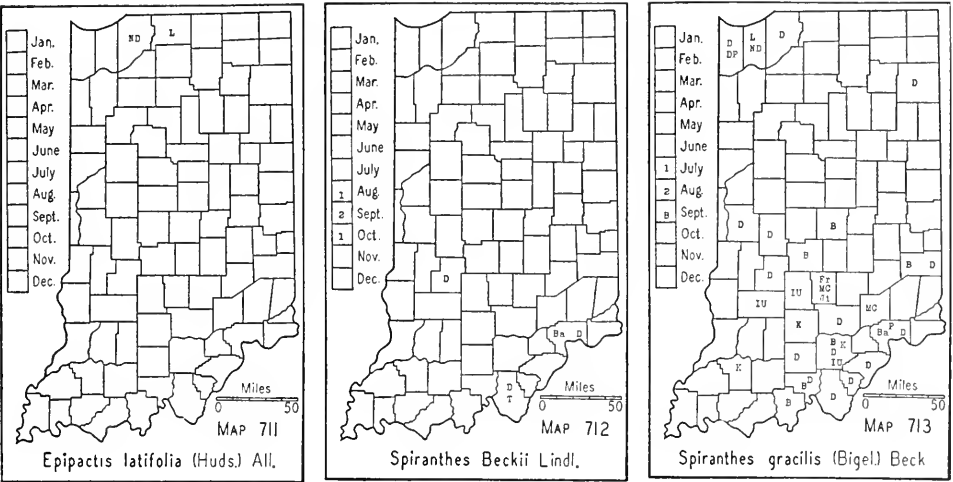 Jan.
Feb.
Mar.
Apr.
May
June
July
Aug.
Sept.
Oct.
Nov.
Dec.
ND
L
Miles
0 50
MAP 711
Epipactis latifolia (Huds.) All.
Jan.
Feb.
Mar.
Apr.
May
June
July
1 Aug.
2 Sept.
1 Oct.
Nov.
Dec.
D
Ba D
D
T
Miles
0 50
MAP 712
Spiranthes Beckii Lindl.
Jan.
Feb.
Mar.
Apr.
May
June
1 July
2 Aug.
B Sept.
Oct.
Nov.
Dec.
D L D
DP ND
D
D D B
B
B D
D
IU
Fr
MC
IU
MC
K
D
Ba P D
B K
D
IU
D
D
K
D
B
D
B
D
Miles
0 50
MAP 713
Spiranthes gracilis (Bigel.) Beck